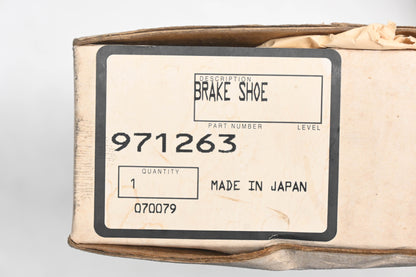 DESCRIPTION
BRAKE SHOE
PART NUMBER LEVEL
971263
QUANTITY
1
MADE IN JAPAN
070079